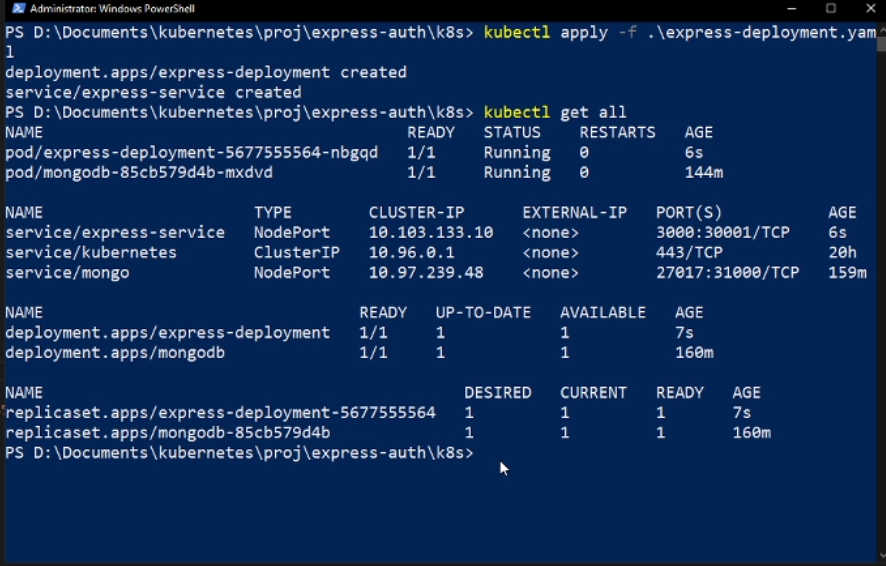 Administrator: Windows PowerShell
PS D:\Documents\kubernetes\proj\express-auth\k8s> kubectl apply -f .\express-deployment.yam
l
deployment.apps/express-deployment created
service/express-service created
PS D:\Documents\kubernetes\proj\express-auth\k8s> kubectl get all
NAME READY STATUS RESTARTS AGE
pod/express-deployment-5677555564-nbgqd 1/1 Running 0 6s
pod/mongodb-85cb579d4b-mxdvd 1/1 Running 0 144m
NAME TYPE CLUSTER-IP EXTERNAL-IP PORT(S) AGE
service/express-service NodePort 10.103.133.10 <none> 3000:30001/TCP 6s
service/kubernetes ClusterIP 10.96.0.1 <none> 443/TCP 20h
service/mongo NodePort 10.97.239.48 <none> 27017:31000/TCP 159m
NAME READY UP-TO-DATE AVAILABLE AGE
deployment.apps/express-deployment 1/1 1 1 7s
deployment.apps/mongodb 1/1 1 1 160m
NAME DESIRED CURRENT READY AGE
replicaset.apps/express-deployment-5677555564 1 1 1 7s
replicaset.apps/mongodb-85cb579d4b 1 1 1 160m
PS D:\Documents\kubernetes\proj\express-auth\k8s>